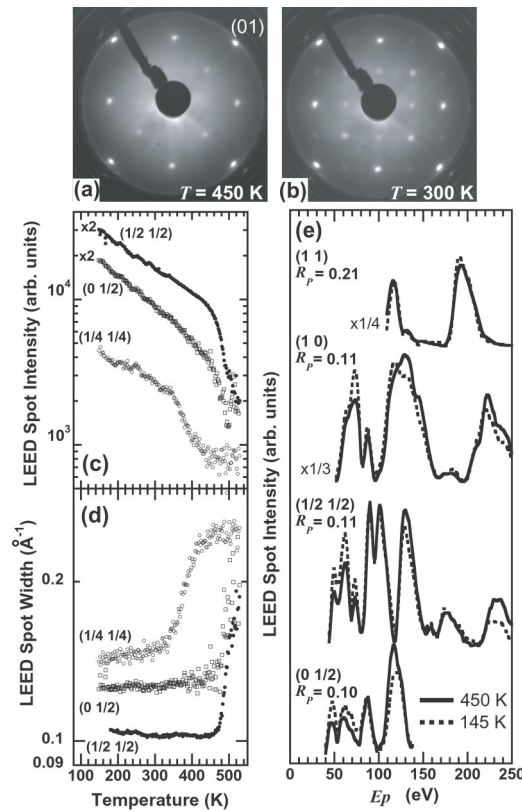 (01)
(a)
T = 450 K
(b)
T = 300 K
LEED Spot Intensity (arb. units)
x2
(1/2 1/2)
x2
(0 1/2)
10⁴
(1/4 1/4)
10³
(c)
LEED Spot Width (Å⁻¹)
(d)
0.2
(1/4 1/4)
(0 1/2)
(1/2 1/2)
0.1
0.09
100 200 300 400 500
Temperature (K)
(e)
LEED Spot Intensity (arb. units)
(1 1)
Rₚ = 0.21
x1/4
(1 0)
Rₚ = 0.11
x1/3
(1/2 1/2)
Rₚ = 0.11
(0 1/2)
Rₚ = 0.10
450 K
145 K
0 50 100 150 200 250
Ep (eV)